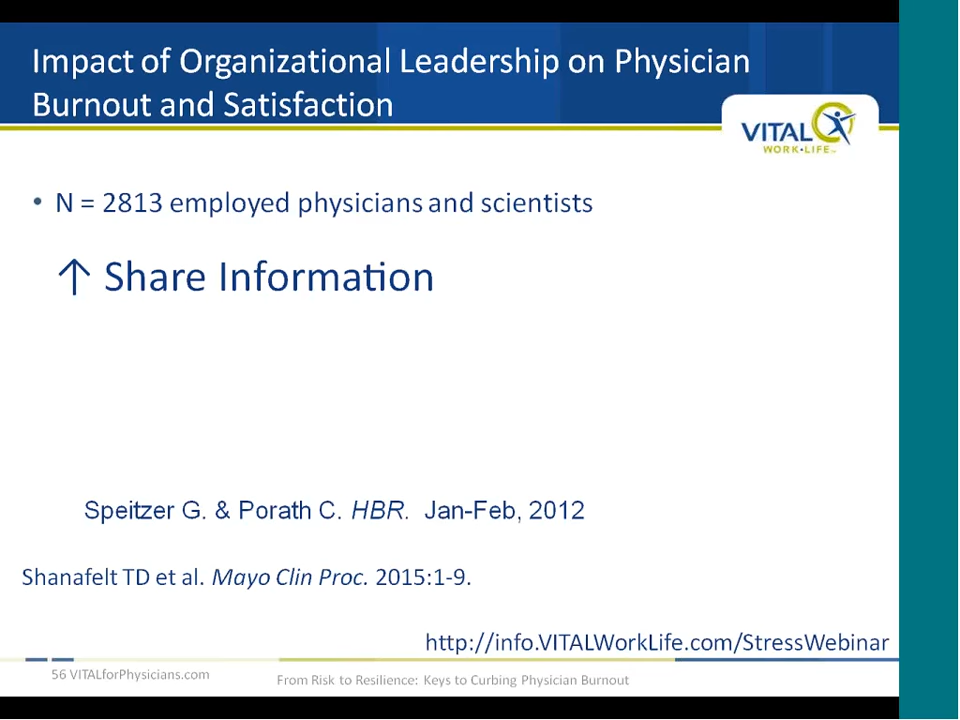 Impact of Organizational Leadership on Physician
Burnout and Satisfaction
VITAL
WORK•LIFE™
• N = 2813 employed physicians and scientists
↑ Share Information
Speitzer G. & Porath C. HBR. Jan-Feb, 2012
Shanafelt TD et al. Mayo Clin Proc. 2015:1-9.
http://info.VITALWorkLife.com/StressWebinar
56 VITALforPhysicians.com
From Risk to Resilience: Keys to Curbing Physician Burnout